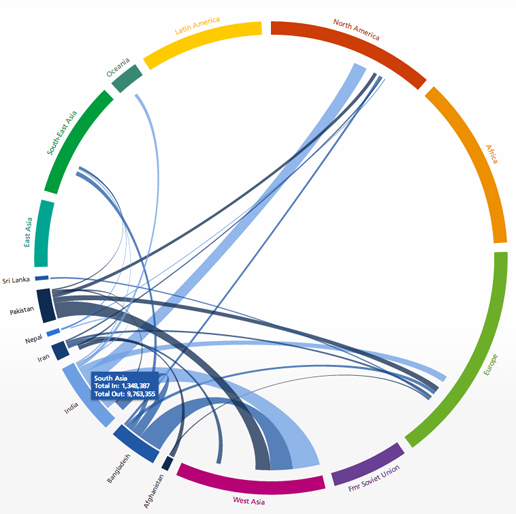 Latin America
North America
Oceania
South-East Asia
Africa
East Asia
Sri Lanka
Pakistan
Nepal
Iran
Europe
South Asia
Total In: 1,348,387
Total Out: 9,763,355
India
Bangladesh
Afghanistan
West Asia
Fmr Soviet Union